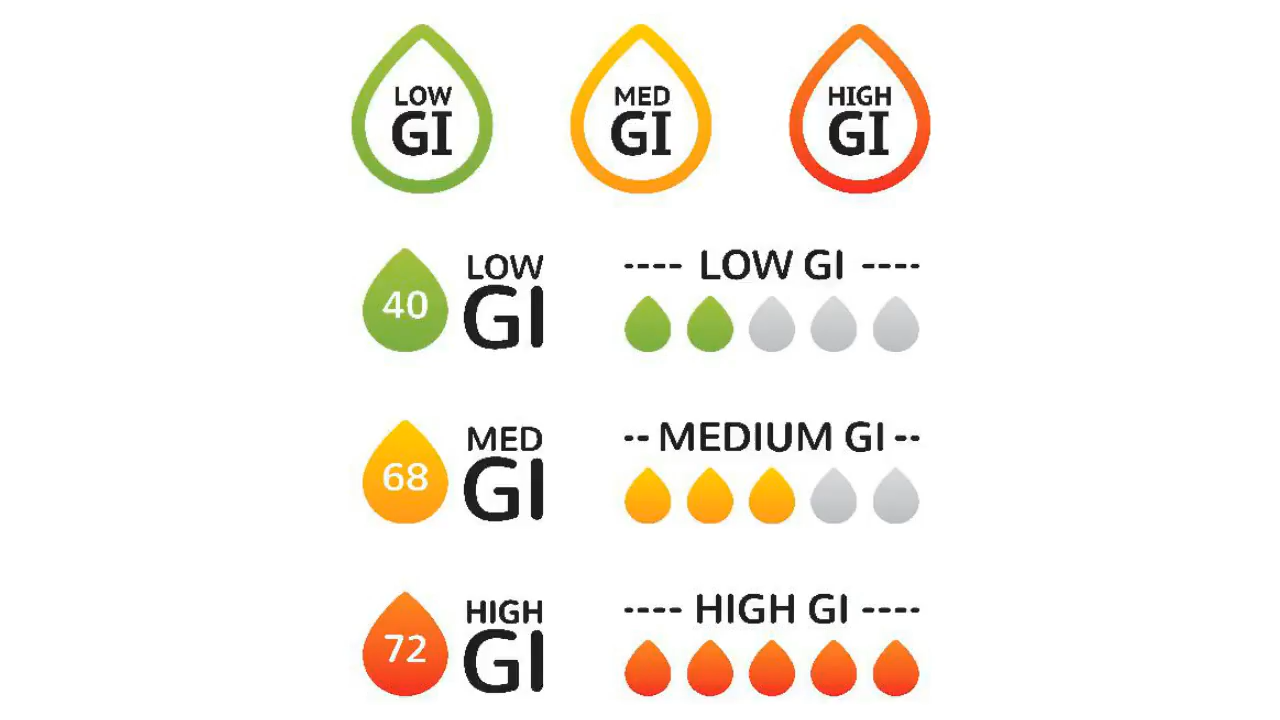 LOW
GI
MED
GI
HIGH
GI
40
LOW
GI
---- LOW GI ----
68
MED
GI
-- MEDIUM GI --
72
HIGH
GI
---- HIGH GI ----